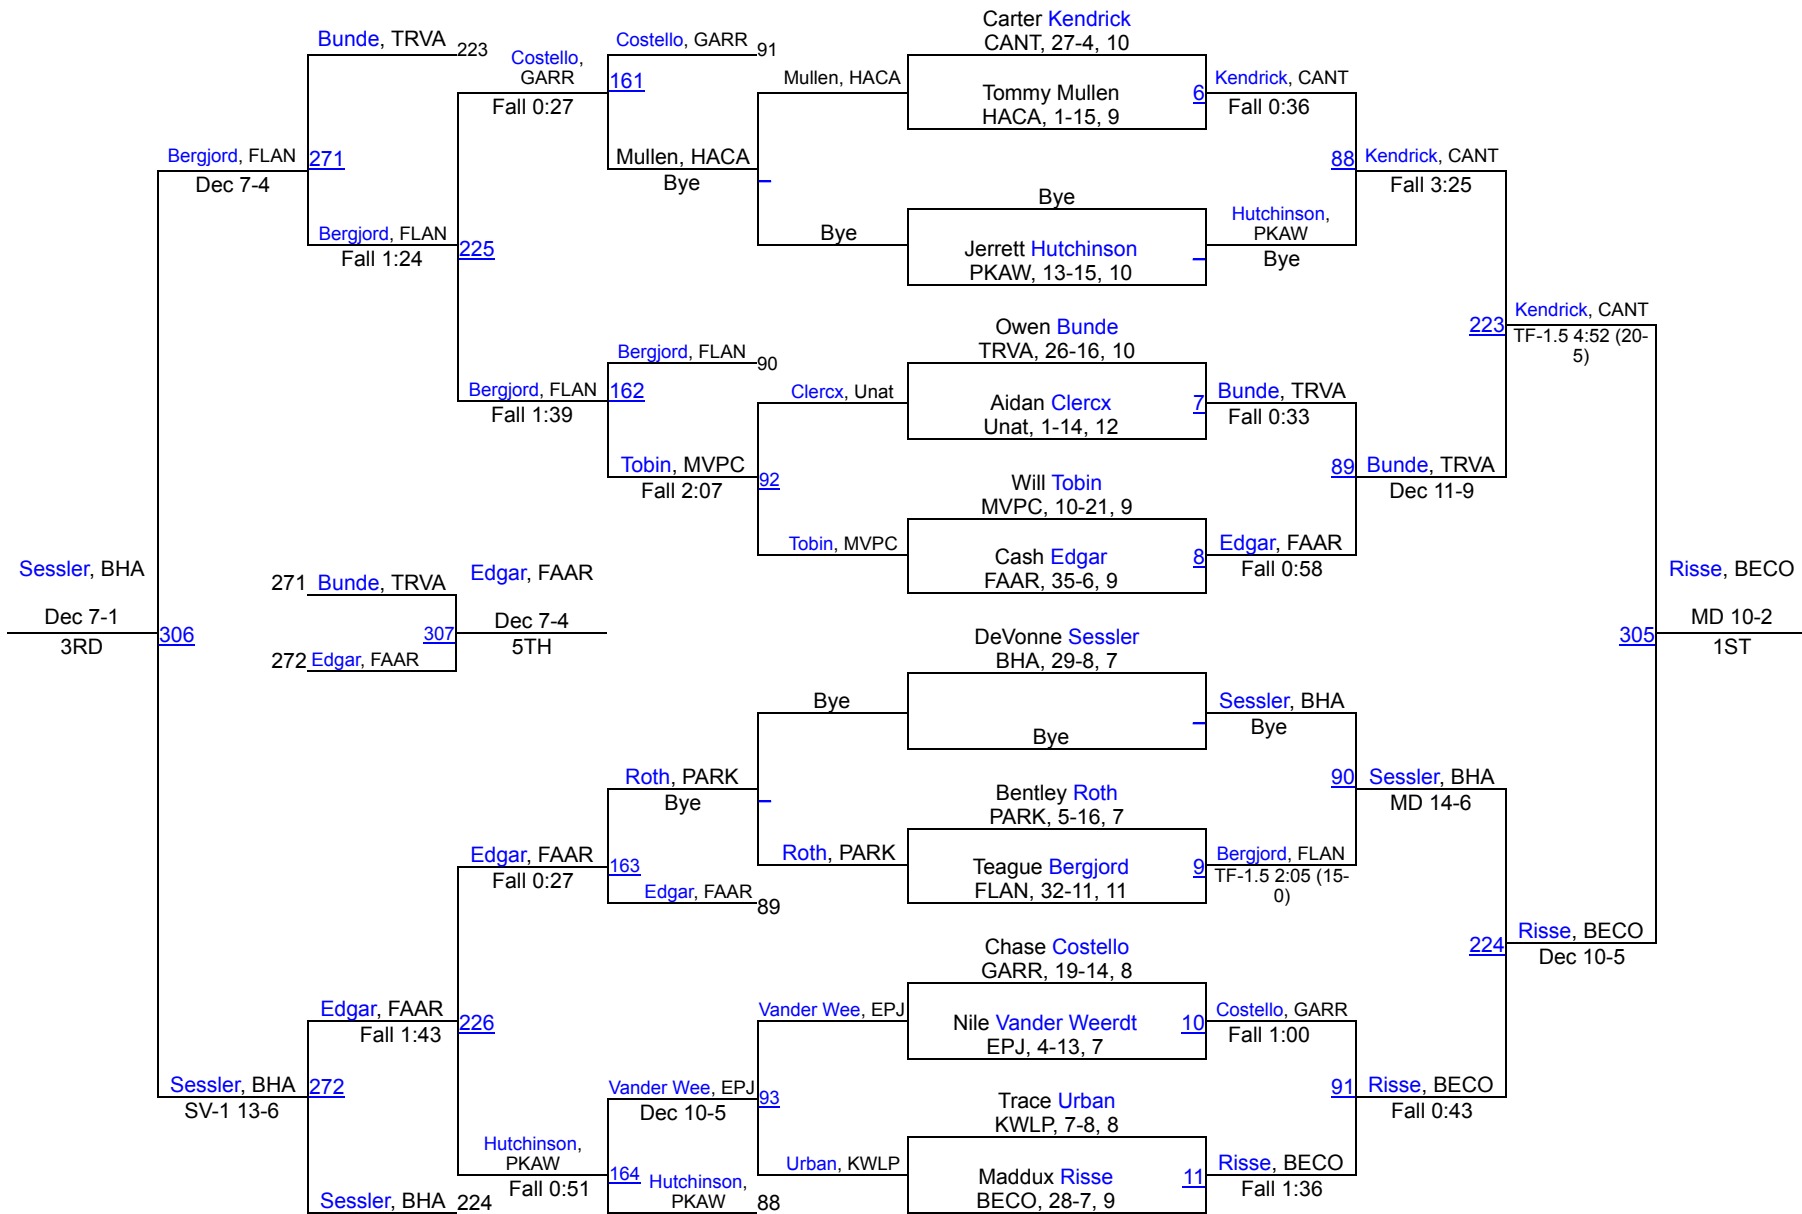 Carter Kendrick
CANT, 27-4, 10
Bunde, TRVA
223
Costello,
GARR
Fall 0:27
Costello, GARR
91
161
Mullen, HACA
Tommy Mullen
HACA, 1-15, 9
6
Kendrick, CANT
Fall 0:36
Bergjord, FLAN
Dec 7-4
271
Mullen, HACA
Bye
88
Kendrick, CANT
Fall 3:25
Bye
Bergjord, FLAN
Fall 1:24
225
Bye
Jerrett Hutchinson
PKAW, 13-15, 10
Hutchinson,
PKAW
Bye
Kendrick, CANT
TF-1.5 4:52 (20-
5)
223
Owen Bunde
TRVA, 26-16, 10
Bergjord, FLAN
90
Bergjord, FLAN
Fall 1:39
162
Clercx, Unat
Aidan Clercx
Unat, 1-14, 12
7
Bunde, TRVA
Fall 0:33
Tobin, MVPC
Fall 2:07
92
Will Tobin
MVPC, 10-21, 9
89
Bunde, TRVA
Dec 11-9
Tobin, MVPC
Cash Edgar
FAAR, 35-6, 9
8
Edgar, FAAR
Fall 0:58
Sessler, BHA
Dec 7-1
3RD
306
271
Bunde, TRVA
272
Edgar, FAAR
307
Edgar, FAAR
Dec 7-4
5TH
Risse, BECO
MD 10-2
1ST
305
DeVonne Sessler
BHA, 29-8, 7
Bye
Bye
Sessler, BHA
Bye
Roth, PARK
Bye
Bentley Roth
PARK, 5-16, 7
90
Sessler, BHA
MD 14-6
Edgar, FAAR
Fall 0:27
163
Roth, PARK
Teague Bergjord
FLAN, 32-11, 11
9
Bergjord, FLAN
TF-1.5 2:05 (15-
0)
Edgar, FAAR
89
Chase Costello
GARR, 19-14, 8
224
Risse, BECO
Dec 10-5
Edgar, FAAR
Fall 1:43
226
Vander Wee, EPJ
Nile Vander Weerdt
EPJ, 4-13, 7
10
Costello, GARR
Fall 1:00
Sessler, BHA
SV-1 13-6
272
Vander Wee, EPJ
Dec 10-5
93
Trace Urban
KWLP, 7-8, 8
91
Risse, BECO
Fall 0:43
Hutchinson,
PKAW
Fall 0:51
164
Urban, KWLP
Maddux Risse
BECO, 28-7, 9
11
Risse, BECO
Fall 1:36
Sessler, BHA
224
Hutchinson,
PKAW
88